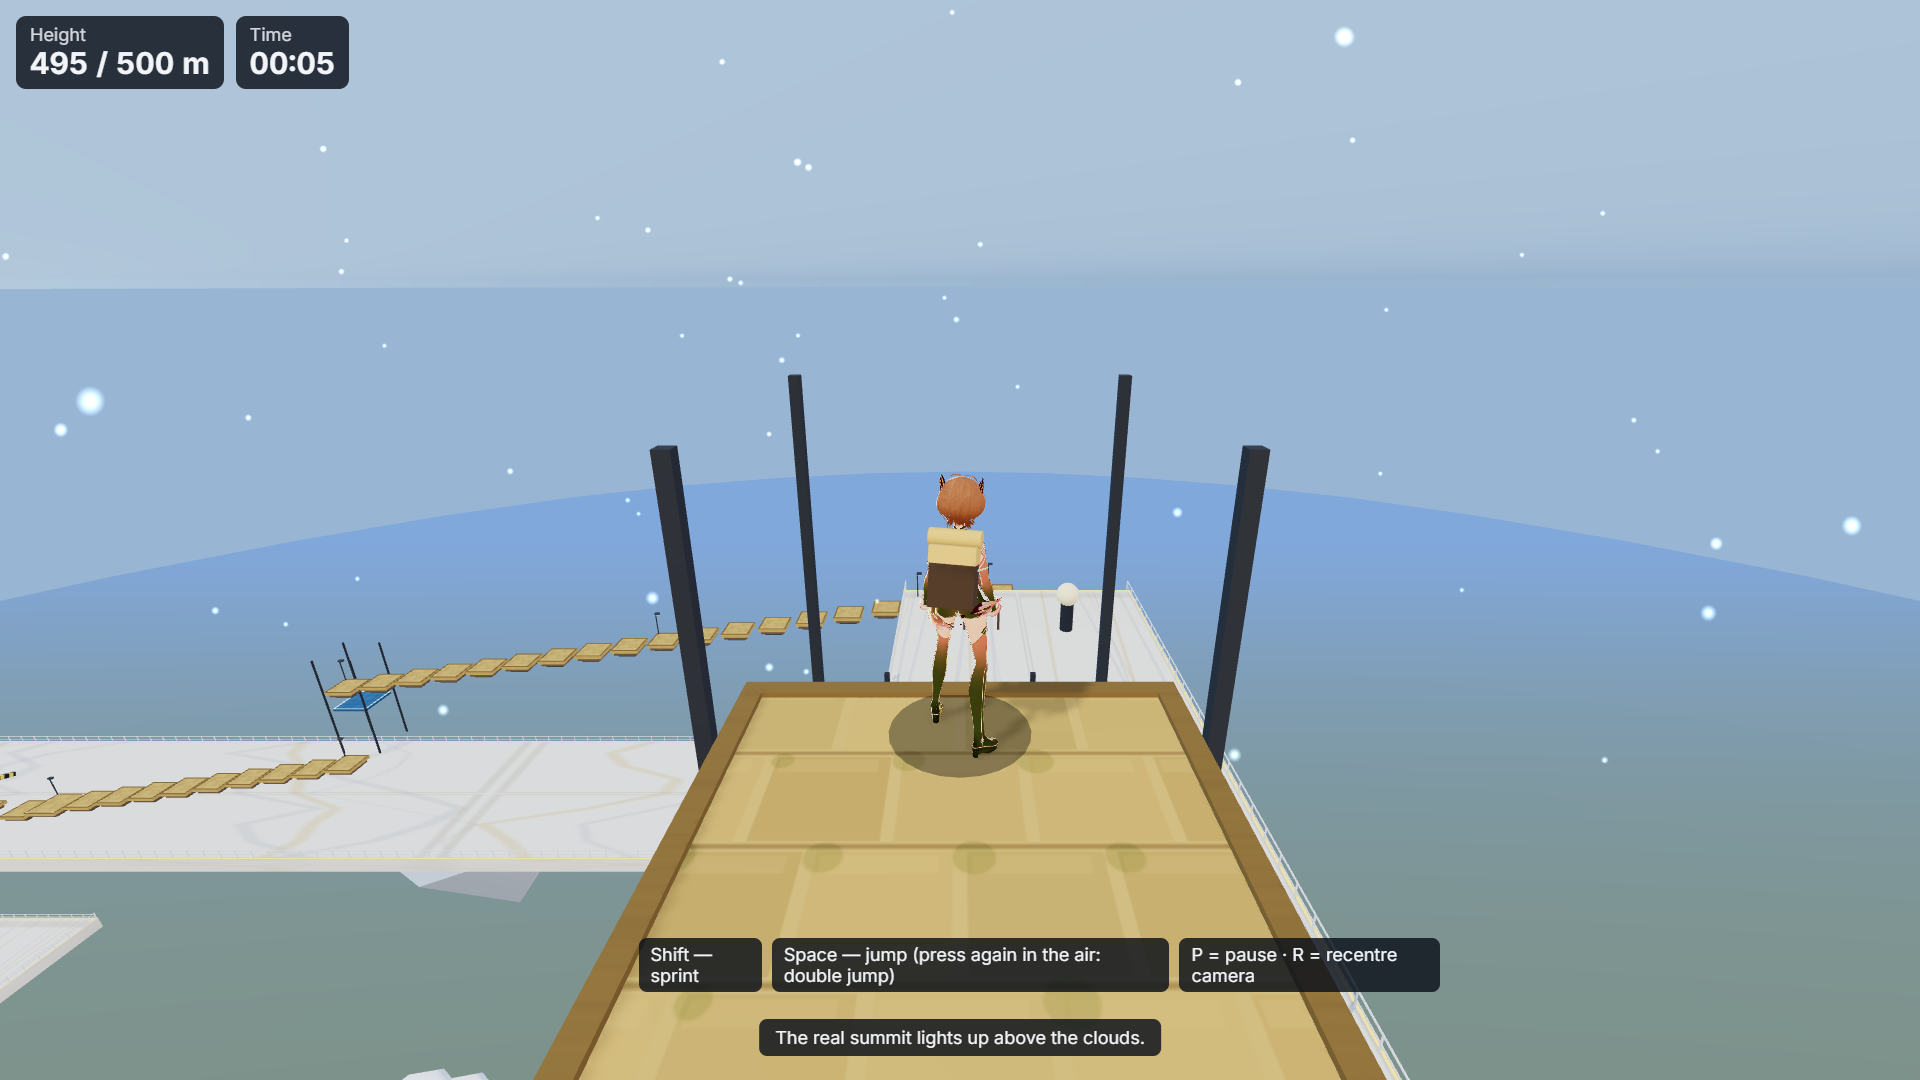 Height
495 / 500 m
Time
00:05
Shift —
sprint
Space — jump (press again in the air:
double jump)
P = pause · R = recentre
camera
The real summit lights up above the clouds.